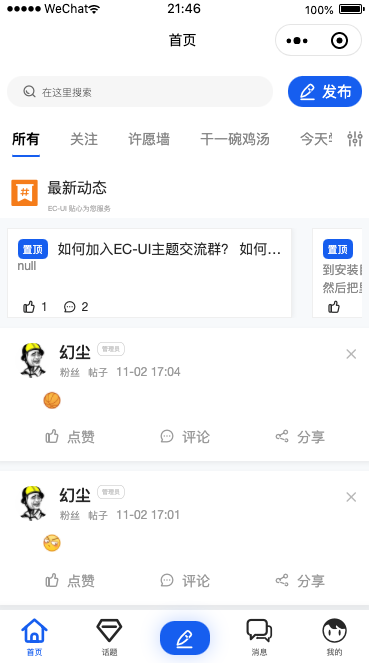 WeChat 21:46 100%
首页
在这里搜索 发布
所有 关注 许愿墙 干一碗鸡汤 今天
最新动态
EC-UI 贴心为您服务
置顶 如何加入EC-UI主题交流群? 如何… 置顶
null
到安装目
然后把里
1 2
幻尘 管理员
粉丝 帖子 11-02 17:04
点赞 评论 分享
幻尘 管理员
粉丝 帖子 11-02 17:01
点赞 评论 分享
首页 话题 消息 我的